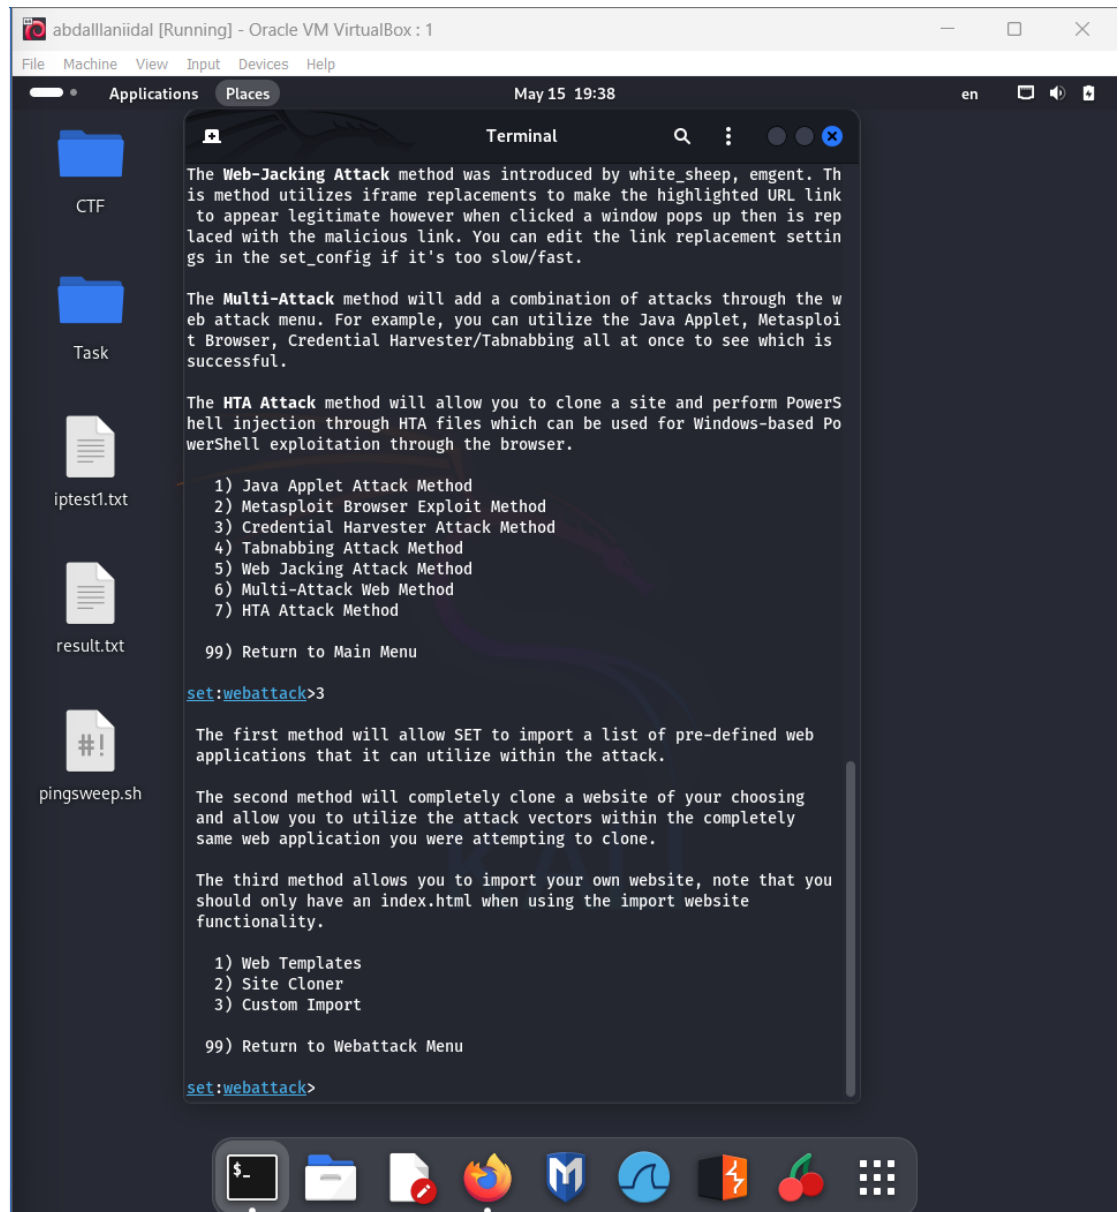 abdalllaniidal [Running] - Oracle VM VirtualBox : 1
File Machine View Input Devices Help
Applications Places May 15 19:38 en
Terminal
CTF
Task
iptest1.txt
result.txt
#!
pingsweep.sh
The Web-Jacking Attack method was introduced by white_sheep, emgent. Th
is method utilizes iframe replacements to make the highlighted URL link
to appear legitimate however when clicked a window pops up then is rep
laced with the malicious link. You can edit the link replacement settin
gs in the set_config if it's too slow/fast.
The Multi-Attack method will add a combination of attacks through the w
eb attack menu. For example, you can utilize the Java Applet, Metasploi
t Browser, Credential Harvester/Tabnabbing all at once to see which is
successful.
The HTA Attack method will allow you to clone a site and perform PowerS
hell injection through HTA files which can be used for Windows-based Po
werShell exploitation through the browser.
1) Java Applet Attack Method
2) Metasploit Browser Exploit Method
3) Credential Harvester Attack Method
4) Tabnabbing Attack Method
5) Web Jacking Attack Method
6) Multi-Attack Web Method
7) HTA Attack Method
99) Return to Main Menu
set:webattack>3
The first method will allow SET to import a list of pre-defined web
applications that it can utilize within the attack.
The second method will completely clone a website of your choosing
and allow you to utilize the attack vectors within the completely
same web application you were attempting to clone.
The third method allows you to import your own website, note that you
should only have an index.html when using the import website
functionality.
1) Web Templates
2) Site Cloner
3) Custom Import
99) Return to Webattack Menu
set:webattack>
$_
M